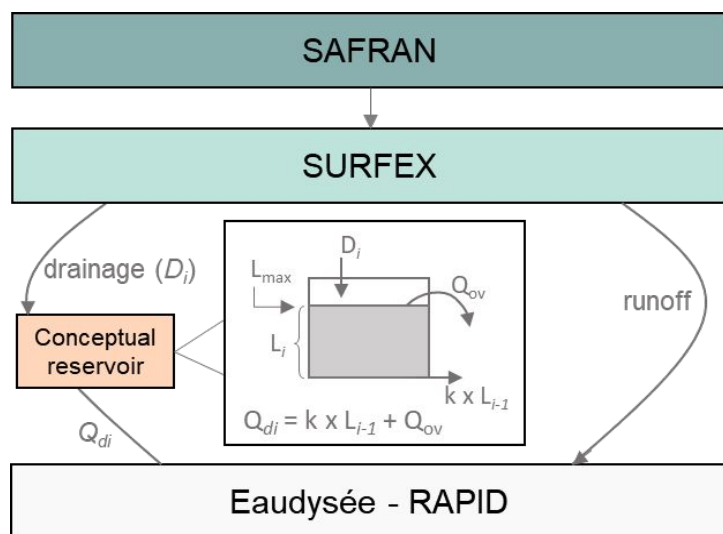 SAFRAN
SURFEX
drainage (Di)
Di
Lmax
Qov
runoff
Conceptual
reservoir
Li
k x Li-1
Qdi = k x Li-1 + Qov
Qdi
Eaudysée - RAPID